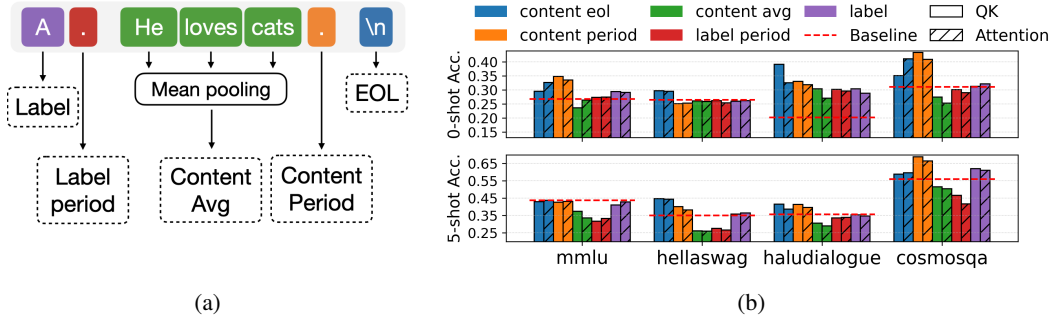 A . He loves cats . \n
Mean pooling
Label
EOL
Label period
Content Avg
Content Period
(a)
content eol content avg label QK
content period label period Baseline Attention
0-shot Acc.
0.40
0.35
0.30
0.25
0.20
0.15
5-shot Acc.
0.65
0.55
0.45
0.35
0.25
mmlu hellaswag haludialogue cosmosqa
(b)